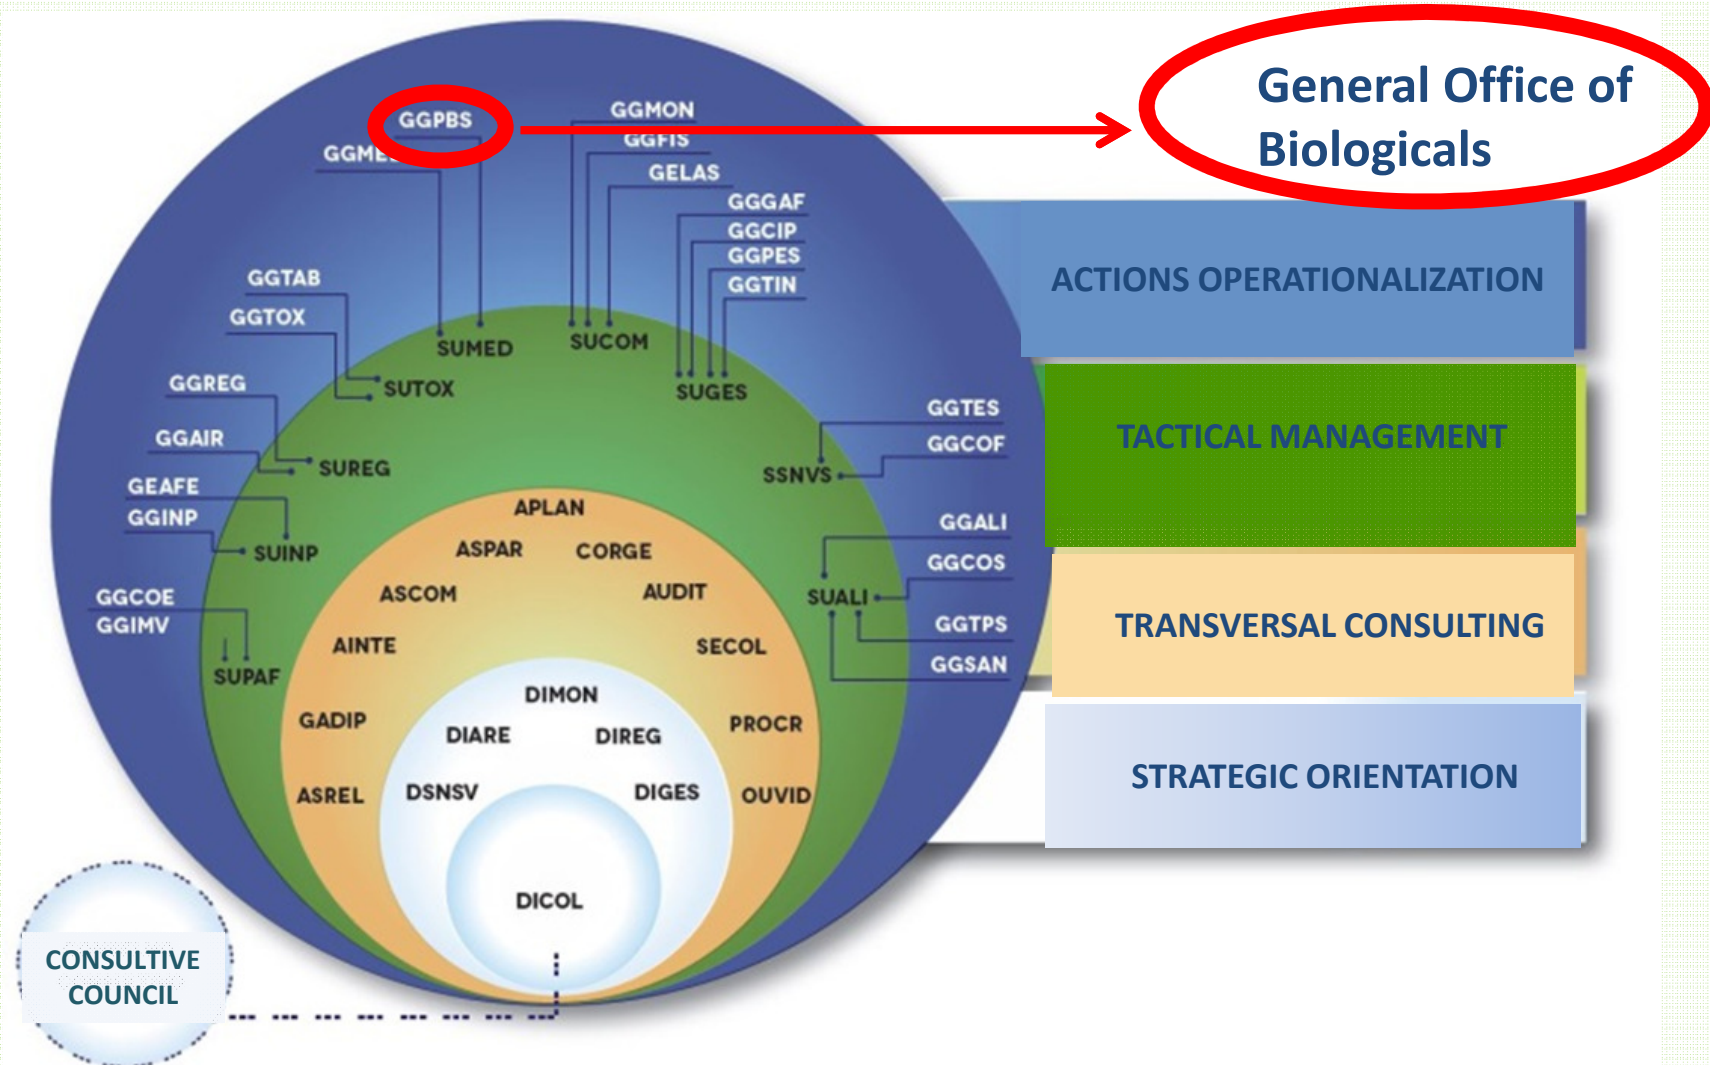 General Office of
Biologicals
GGPBS
GGMON
GGFIS
GELAS
GGGAF
GGCIP
GGPES
GGTIN
GGTAB
GGTOX
GGREG
GGAIR
GEAFE
GGINP
GGCOE
GGIMV
SUMED
SUCOM
SUTOX
SUGES
SUREG
SSNVS
SUINP
SUALI
SUPAF
GGTES
GGCOF
GGALI
GGCOS
GGTPS
GGSAN
APLAN
ASPAR
CORGE
ASCOM
AUDIT
AINTE
SECOL
GADIP
PROCR
ASREL
OUVID
DIMON
DIARE
DIREG
DSNSV
DIGES
DICOL
ACTIONS OPERATIONALIZATION
TACTICAL MANAGEMENT
TRANSVERSAL CONSULTING
STRATEGIC ORIENTATION
CONSULTIVE
COUNCIL